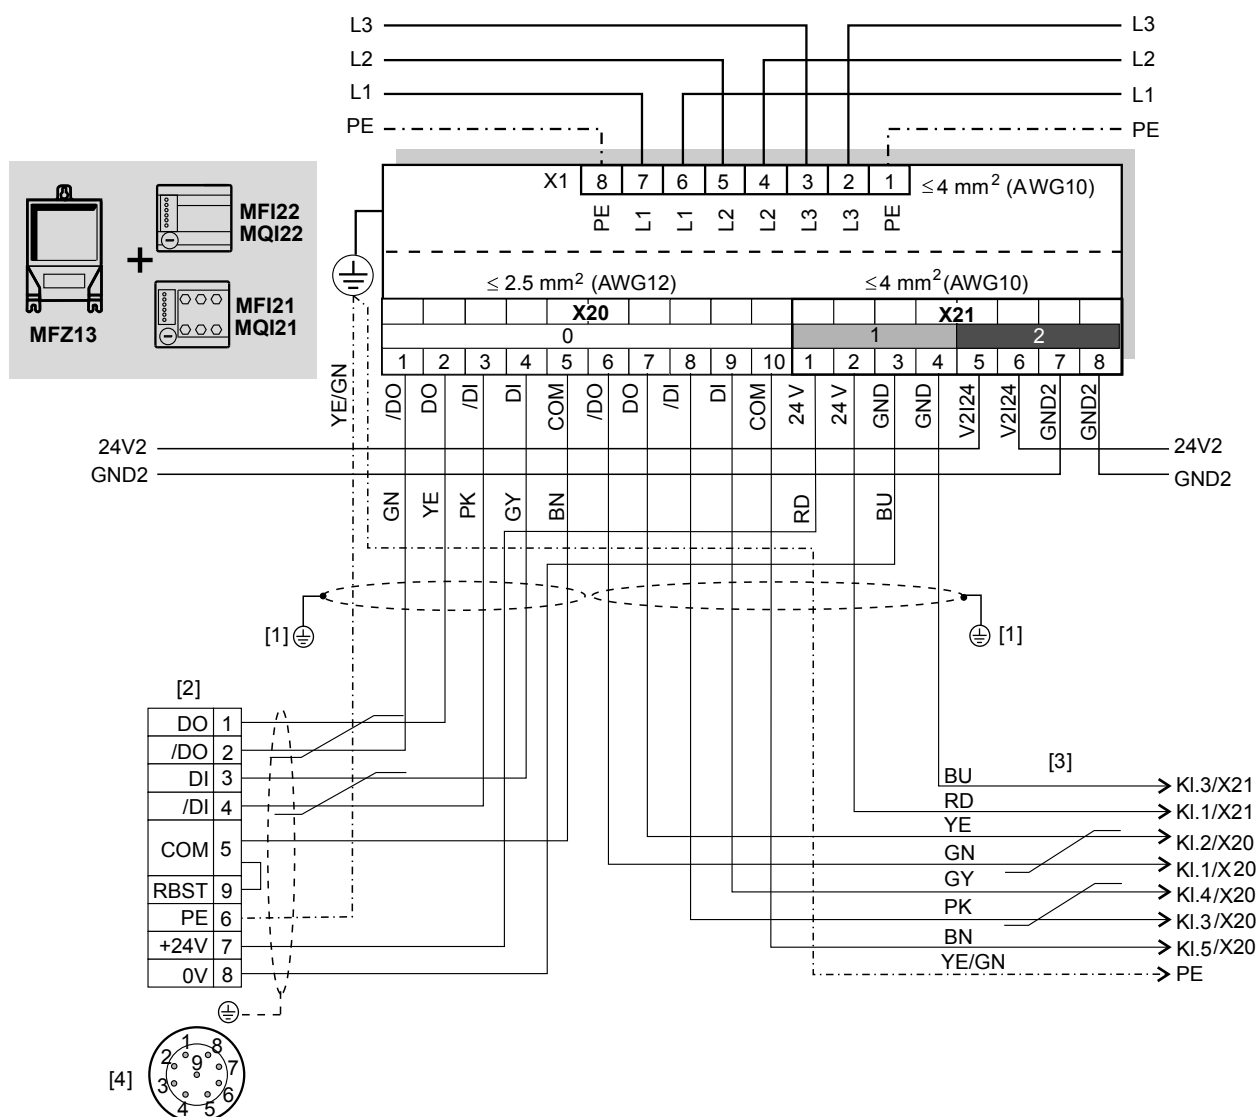 L3 L3
L2 L2
L1 L1
PE PE
X1 8 7 6 5 4 3 2 1 ≤4 mm² (AWG10)
PE L1 L1 L2 L2 L3 L3 PE
MFI22
MQI22
+
MFI21
MQI21
MFZ13
≤ 2.5 mm² (AWG12) ≤4 mm² (AWG10)
X20 X21
0 1 2
1 2 3 4 5 6 7 8 9 10 1 2 3 4 5 6 7 8
YE/GN /DO DO /DI DI COM /DO DO /DI DI COM 24 V 24 V GND GND V2I24 V2I24 GND2 GND2
24V2 24V2
GND2 GND2
GN YE PK GY BN RD BU
[1] [1]
[2]
DO 1
/DO 2
DI 3
/DI 4
COM 5
RBST 9
PE 6
+24V 7
0V 8
[3]
BU Kl.3/X21
RD Kl.1/X21
YE Kl.2/X20
GN Kl.1/X20
GY Kl.4/X20
PK Kl.3/X20
BN Kl.5/X20
YE/GN PE
[4]
1 8
2 9 7
3 6
4 5